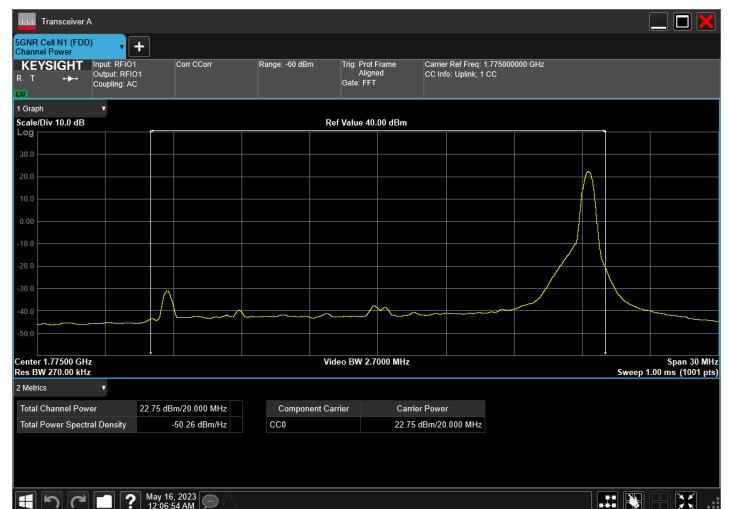 Transceiver A
5GNR Cell N1 (FDD)
Channel Power
+
KEYSIGHT
R T
LXI
Input: RFIO1
Output: RFIO1
Coupling: AC
Corr CCorr
Range: -60 dBm
Trig: Prot Frame
Aligned
Gate: FFT
Carrier Ref Freq: 1.775000000 GHz
CC Info: Uplink, 1 CC
1 Graph
Scale/Div 10.0 dB
Ref Value 40.00 dBm
Log
30.0
20.0
10.0
0.00
-10.0
-20.0
-30.0
-40.0
-50.0
Center 1.77500 GHz
Video BW 2.7000 MHz
Span 30 MHz
Res BW 270.00 kHz
Sweep 1.00 ms (1001 pts)
2 Metrics
Total Channel Power 22.75 dBm/20.000 MHz
Total Power Spectral Density -50.26 dBm/Hz
Component Carrier Carrier Power
CC0 22.75 dBm/20.000 MHz
?
May 16, 2023
12:06:54 AM